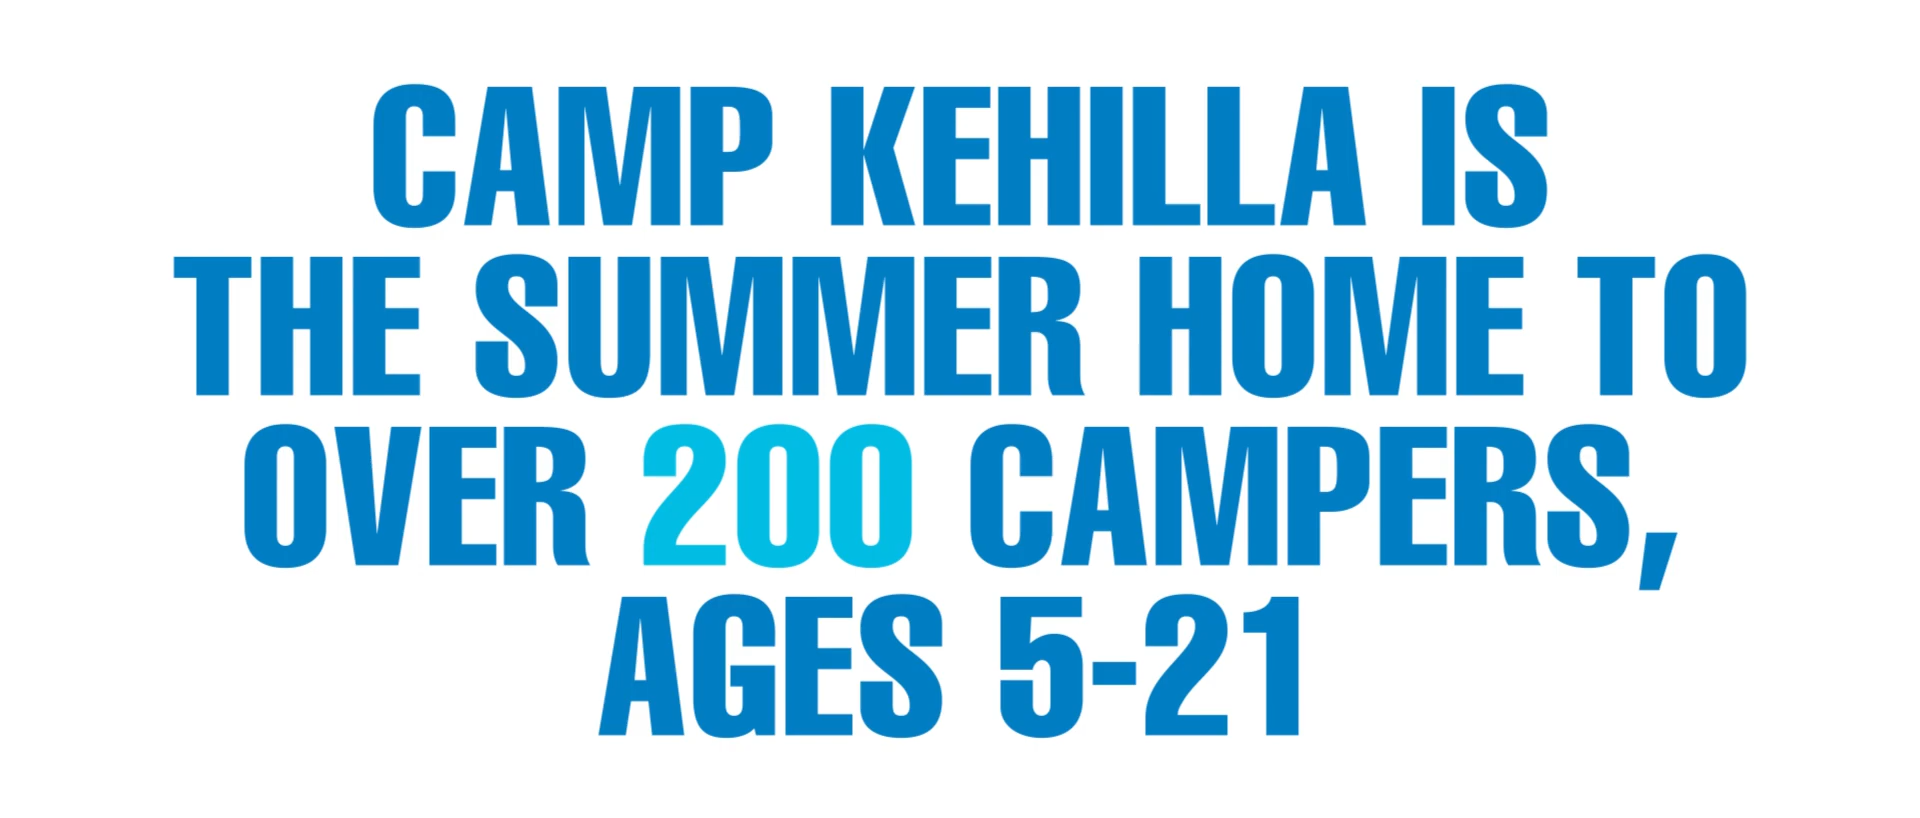 CAMP KEHILLA IS
THE SUMMER HOME TO
OVER 200 CAMPERS,
AGES 5-21